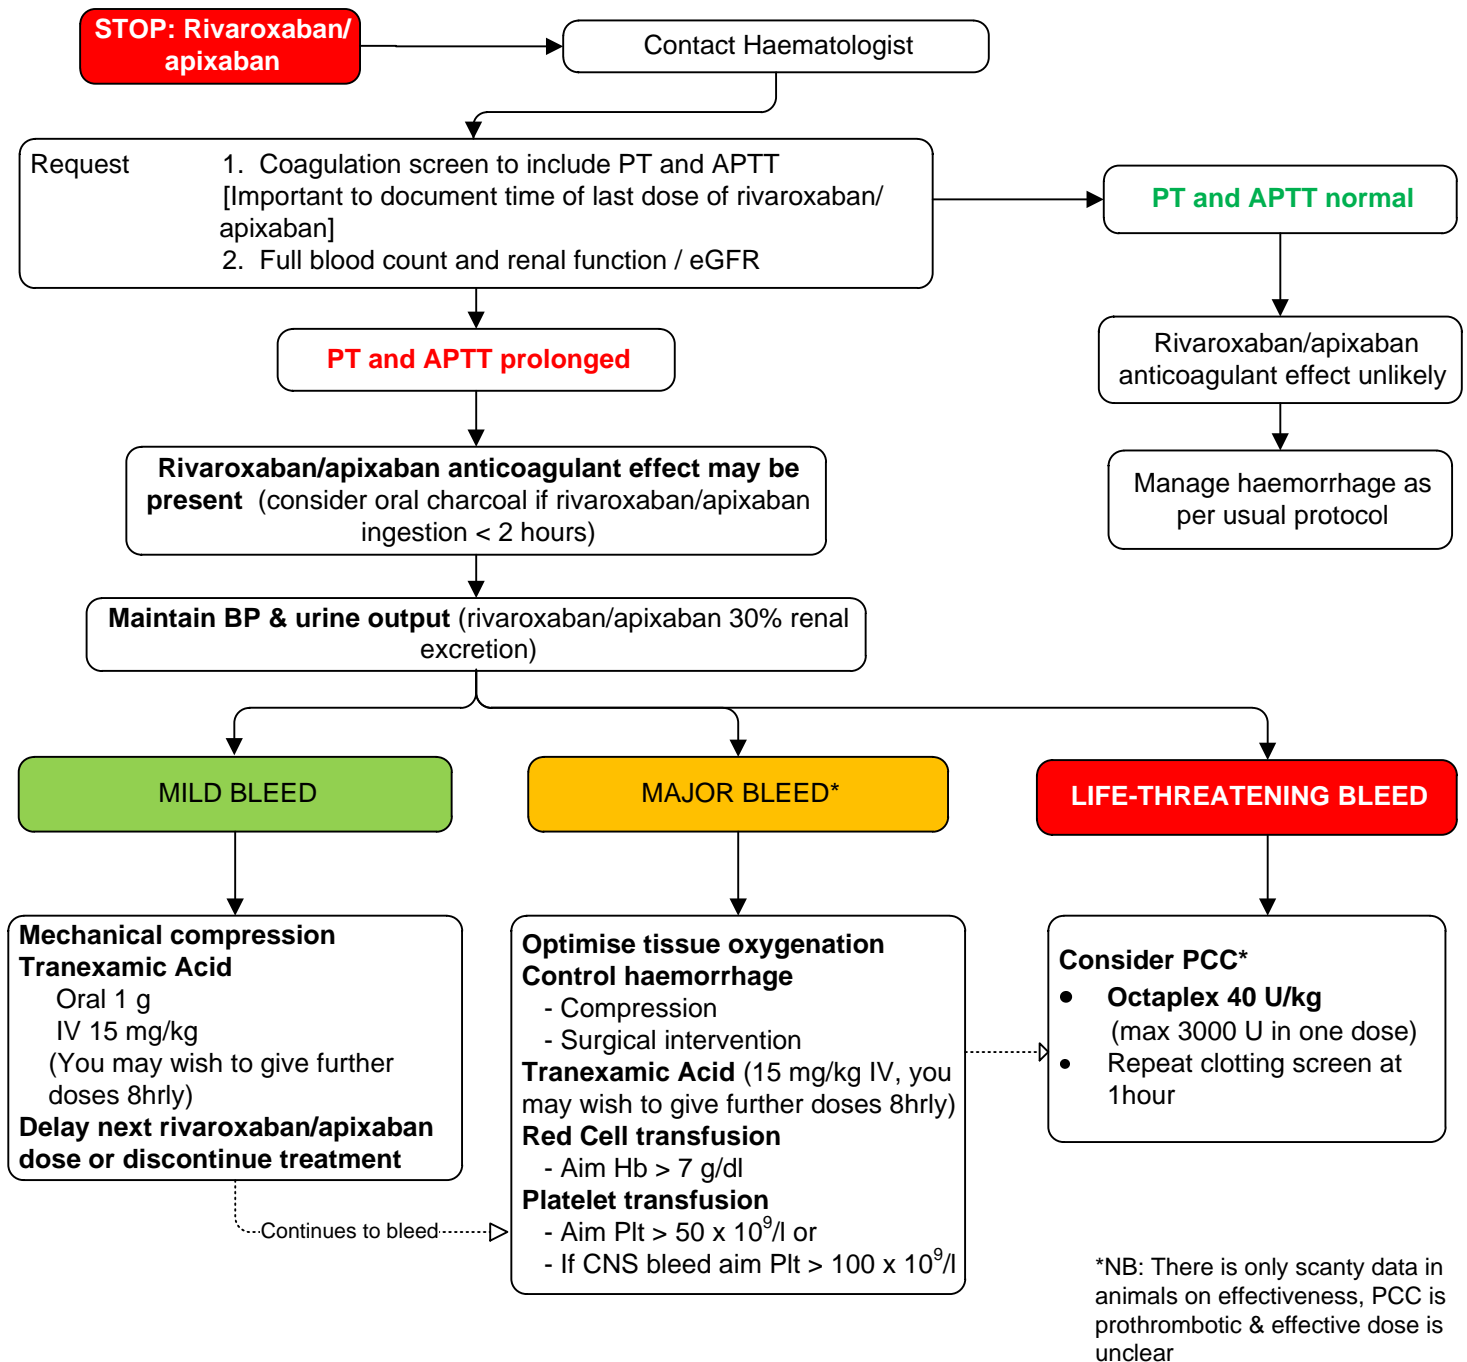 STOP: Rivaroxaban/
apixaban
Contact Haematologist
Request 1. Coagulation screen to include PT and APTT
[Important to document time of last dose of rivaroxaban/
apixaban]
2. Full blood count and renal function / eGFR
PT and APTT normal
Rivaroxaban/apixaban
anticoagulant effect unlikely
Manage haemorrhage as
per usual protocol
PT and APTT prolonged
Rivaroxaban/apixaban anticoagulant effect may be
present (consider oral charcoal if rivaroxaban/apixaban
ingestion < 2 hours)
Maintain BP & urine output (rivaroxaban/apixaban 30% renal
excretion)
MILD BLEED
Mechanical compression
Tranexamic Acid
Oral 1 g
IV 15 mg/kg
(You may wish to give further
doses 8hrly)
Delay next rivaroxaban/apixaban
dose or discontinue treatment
Continues to bleed
MAJOR BLEED*
Optimise tissue oxygenation
Control haemorrhage
- Compression
- Surgical intervention
Tranexamic Acid (15 mg/kg IV, you
may wish to give further doses 8hrly)
Red Cell transfusion
- Aim Hb > 7 g/dl
Platelet transfusion
- Aim Plt > 50 x 10⁹/l or
- If CNS bleed aim Plt > 100 x 10⁹/l
LIFE-THREATENING BLEED
Consider PCC*
• Octaplex 40 U/kg
(max 3000 U in one dose)
• Repeat clotting screen at
1hour
*NB: There is only scanty data in
animals on effectiveness, PCC is
prothrombotic & effective dose is
unclear